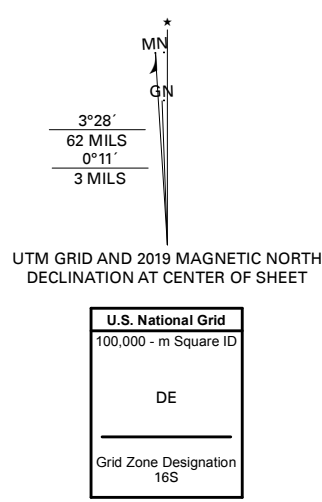 ★
MN
GN
3°28´
62 MILS
0°11´
3 MILS
UTM GRID AND 2019 MAGNETIC NORTH
DECLINATION AT CENTER OF SHEET
U.S. National Grid
100,000 - m Square ID
DE
Grid Zone Designation
16S